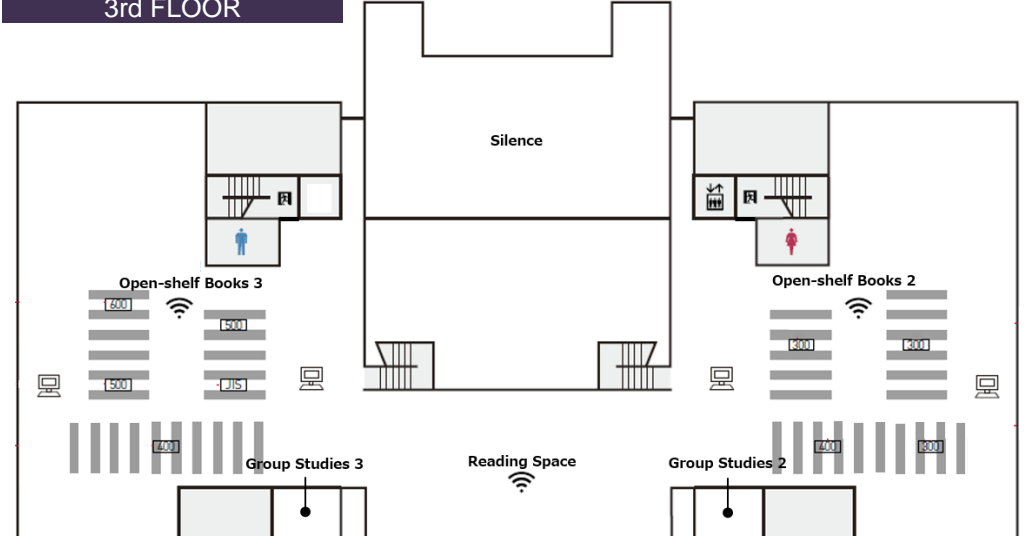 3rd FLOOR
Silence
Open-shelf Books 3
Open-shelf Books 2
600
500
300
300
500
JIS
400
400
300
Group Studies 3
Reading Space
Group Studies 2